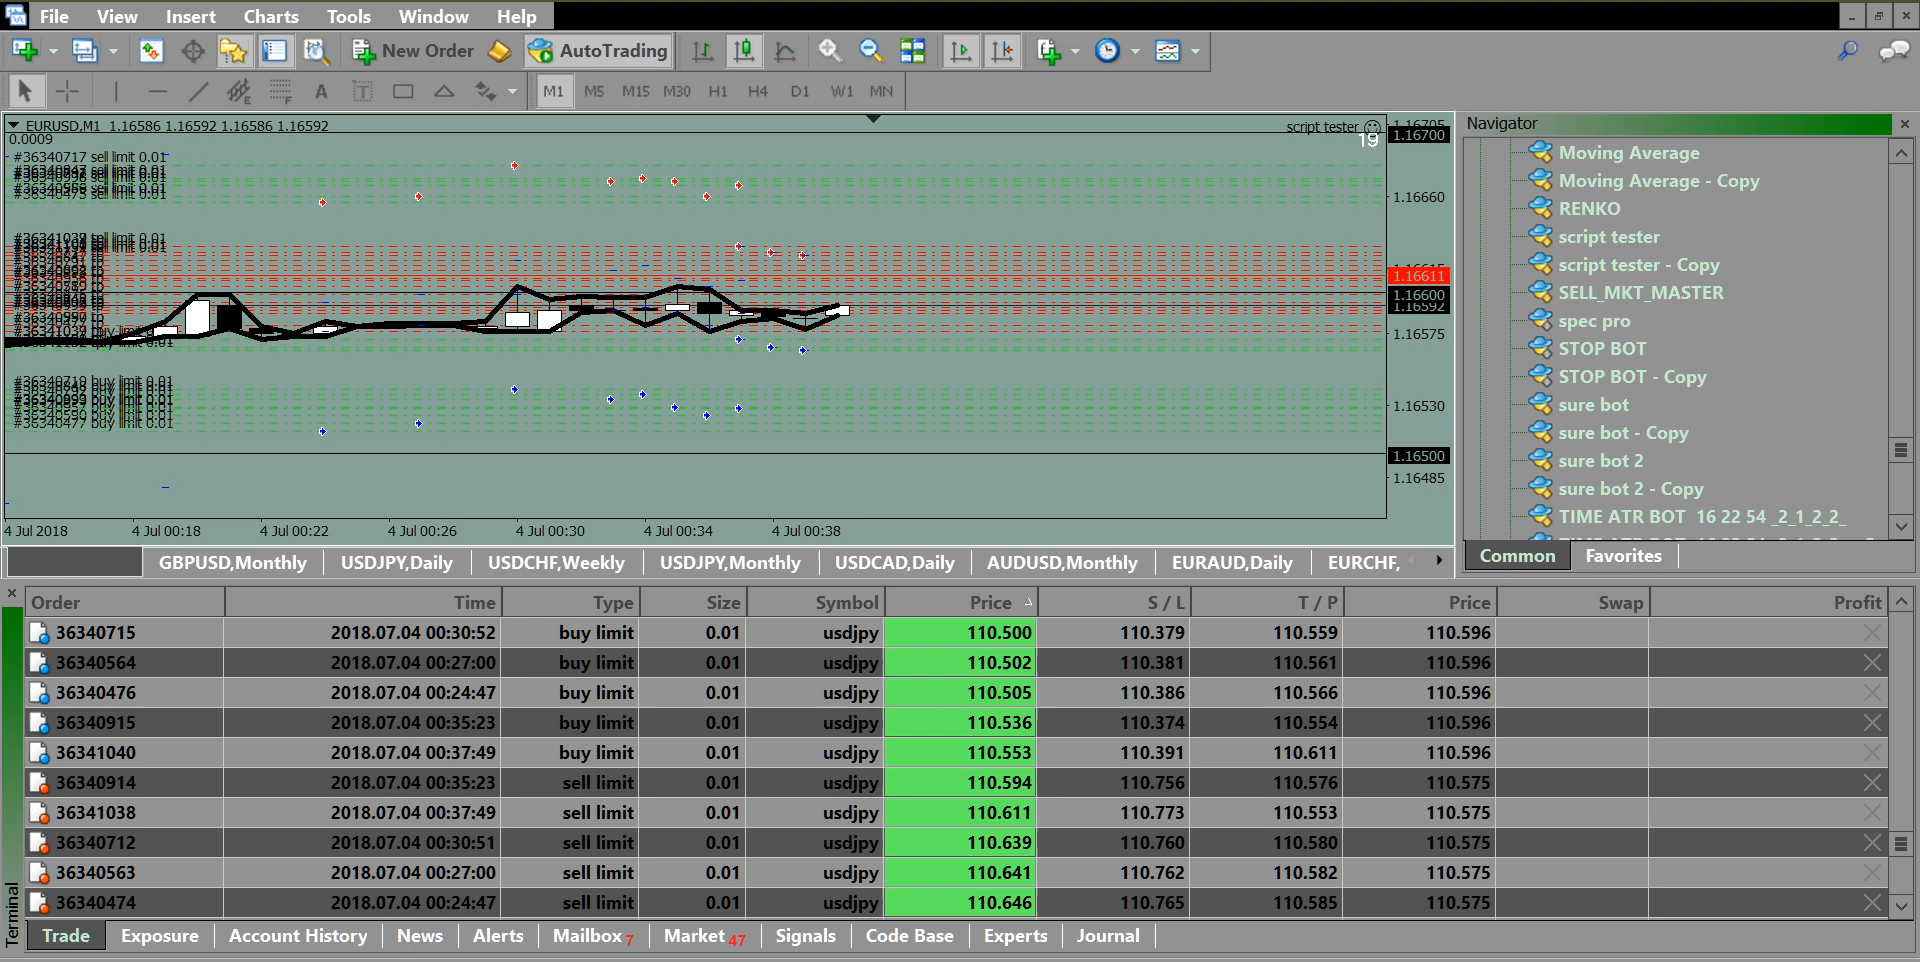 File View Insert Charts Tools Window Help
New Order AutoTrading
E F A T M1 M5 M15 M30 H1 H4 D1 W1 MN
EURUSD,M1 1.16586 1.16592 1.16586 1.16592
script tester
0.0009
19
1.16705
1.16700
#36340717 sell limit 0.01
1.16660
1.16611
1.16600
1.16592
1.16575
1.16530
#36340477 buy limit 0.01
1.16500
1.16485
4 Jul 2018 4 Jul 00:18 4 Jul 00:22 4 Jul 00:26 4 Jul 00:30 4 Jul 00:34 4 Jul 00:38
GBPUSD,Monthly USDJPY,Daily USDCHF,Weekly USDJPY,Monthly USDCAD,Daily AUDUSD,Monthly EURAUD,Daily EURCHF,
Navigator
Moving Average
Moving Average - Copy
RENKO
script tester
script tester - Copy
SELL_MKT_MASTER
spec pro
STOP BOT
STOP BOT - Copy
sure bot
sure bot - Copy
sure bot 2
sure bot 2 - Copy
TIME ATR BOT 16 22 54 _2_1_2_2_
Common Favorites
Order Time Type Size Symbol Price S / L T / P Price Swap Profit
36340715 2018.07.04 00:30:52 buy limit 0.01 usdjpy 110.500 110.379 110.559 110.596
36340564 2018.07.04 00:27:00 buy limit 0.01 usdjpy 110.502 110.381 110.561 110.596
36340476 2018.07.04 00:24:47 buy limit 0.01 usdjpy 110.505 110.386 110.566 110.596
36340915 2018.07.04 00:35:23 buy limit 0.01 usdjpy 110.536 110.374 110.554 110.596
36341040 2018.07.04 00:37:49 buy limit 0.01 usdjpy 110.553 110.391 110.611 110.596
36340914 2018.07.04 00:35:23 sell limit 0.01 usdjpy 110.594 110.756 110.576 110.575
36341038 2018.07.04 00:37:49 sell limit 0.01 usdjpy 110.611 110.773 110.553 110.575
36340712 2018.07.04 00:30:51 sell limit 0.01 usdjpy 110.639 110.760 110.580 110.575
36340563 2018.07.04 00:27:00 sell limit 0.01 usdjpy 110.641 110.762 110.582 110.575
36340474 2018.07.04 00:24:47 sell limit 0.01 usdjpy 110.646 110.765 110.585 110.575
Terminal
Trade Exposure Account History News Alerts Mailbox 7 Market 47 Signals Code Base Experts Journal